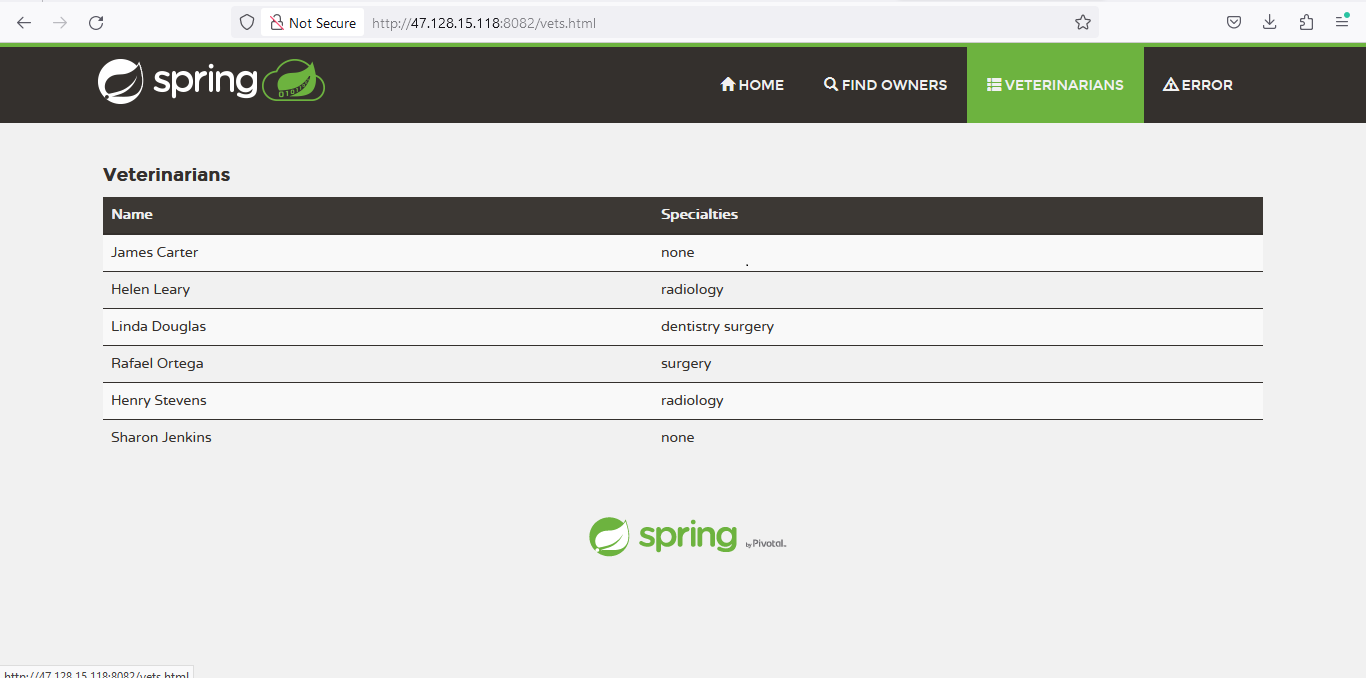 Not Secure http://47.128.15.118:8082/vets.html
spring HOME FIND OWNERS VETERINARIANS ERROR
Veterinarians
Name Specialties
James Carter none
Helen Leary radiology
Linda Douglas dentistry surgery
Rafael Ortega surgery
Henry Stevens radiology
Sharon Jenkins none
spring by Pivotal.
http://47.128.15.118:8082/vets.html